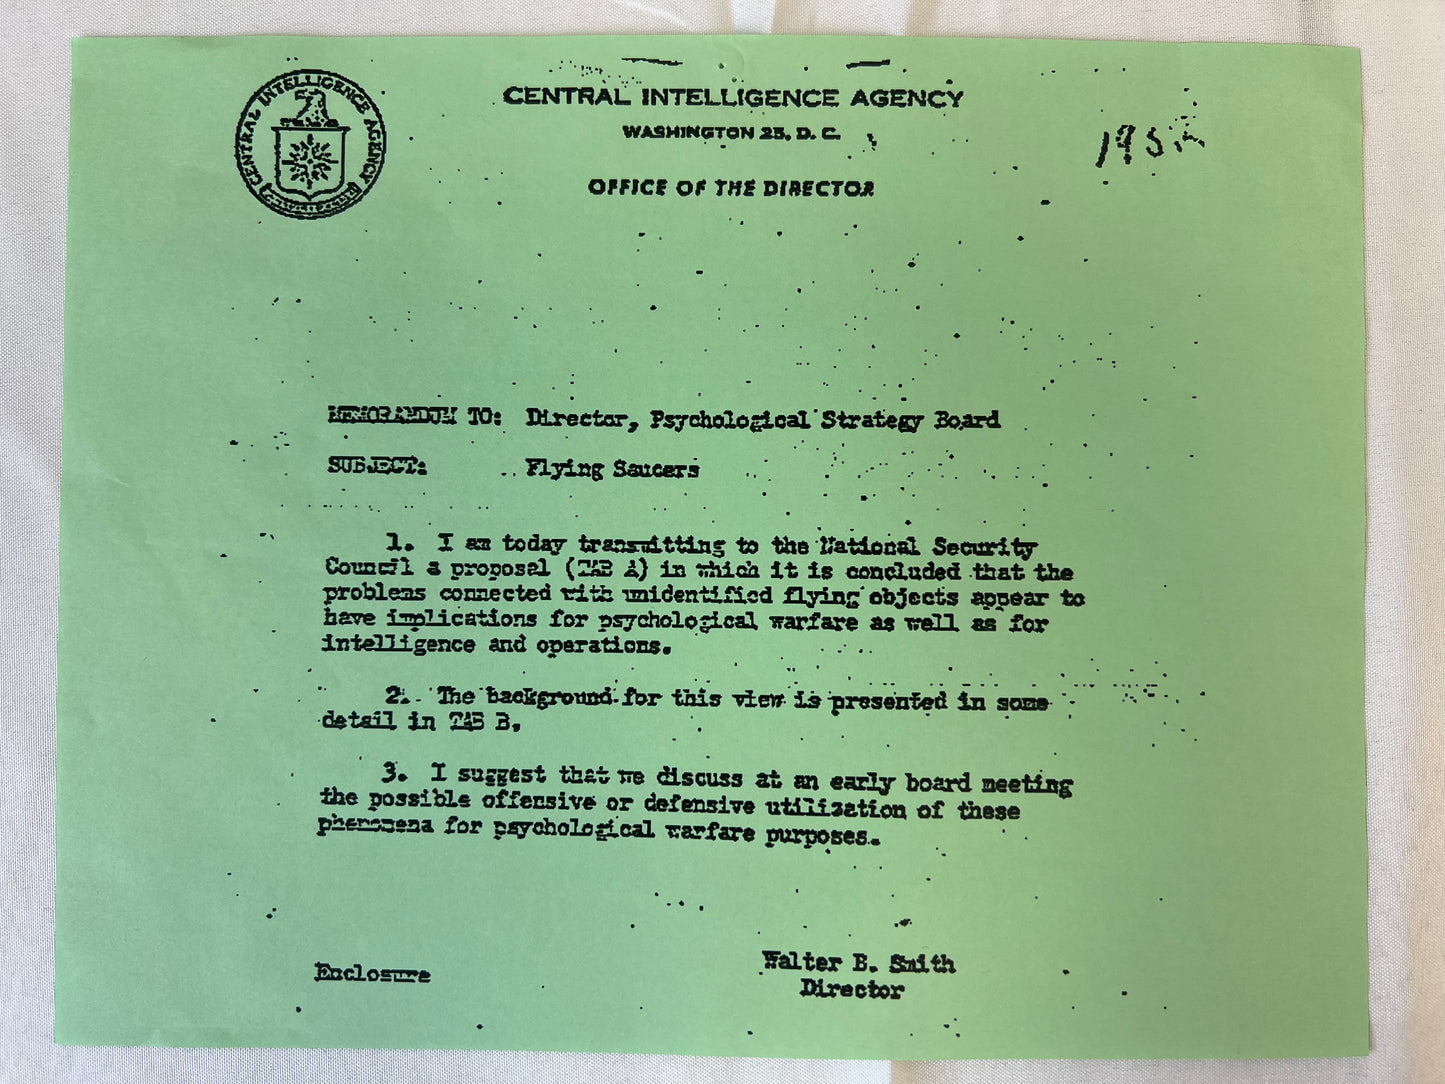 CENTRAL INTELLIGENCE AGENCY
CENTRAL INTELLIGENCE AGENCY
WASHINGTON 25, D. C.
OFFICE OF THE DIRECTOR
MEMORANDUM TO: Director, Psychological Strategy Board
SUBJECT: Flying Saucers
1. I am today transmitting to the National Security
Council a proposal (TAB A) in which it is concluded that the
problems connected with unidentified flying objects appear to
have implications for psychological warfare as well as for
intelligence and operations.
2. The background for this view is presented in some
detail in TAB B.
3. I suggest that we discuss at an early board meeting
the possible offensive or defensive utilization of these
phenomena for psychological warfare purposes.
Enclosure
Walter B. Smith
Director